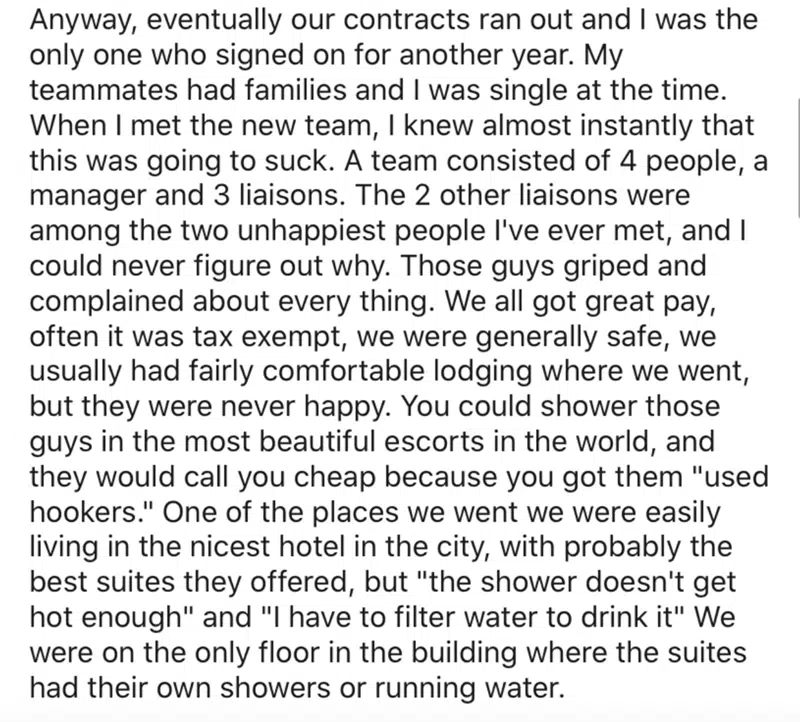 Anyway, eventually our contracts ran out and I was the
only one who signed on for another year. My
teammates had families and I was single at the time.
When I met the new team, I knew almost instantly that
this was going to suck. A team consisted of 4 people, a
manager and 3 liaisons. The 2 other liaisons were
among the two unhappiest people I've ever met, and I
could never figure out why. Those guys griped and
complained about every thing. We all got great pay,
often it was tax exempt, we were generally safe, we
usually had fairly comfortable lodging where we went,
but they were never happy. You could shower those
guys in the most beautiful escorts in the world, and
they would call you cheap because you got them "used
hookers." One of the places we went we were easily
living in the nicest hotel in the city, with probably the
best suites they offered, but "the shower doesn't get
hot enough" and "I have to filter water to drink it" We
were on the only floor in the building where the suites
had their own showers or running water.